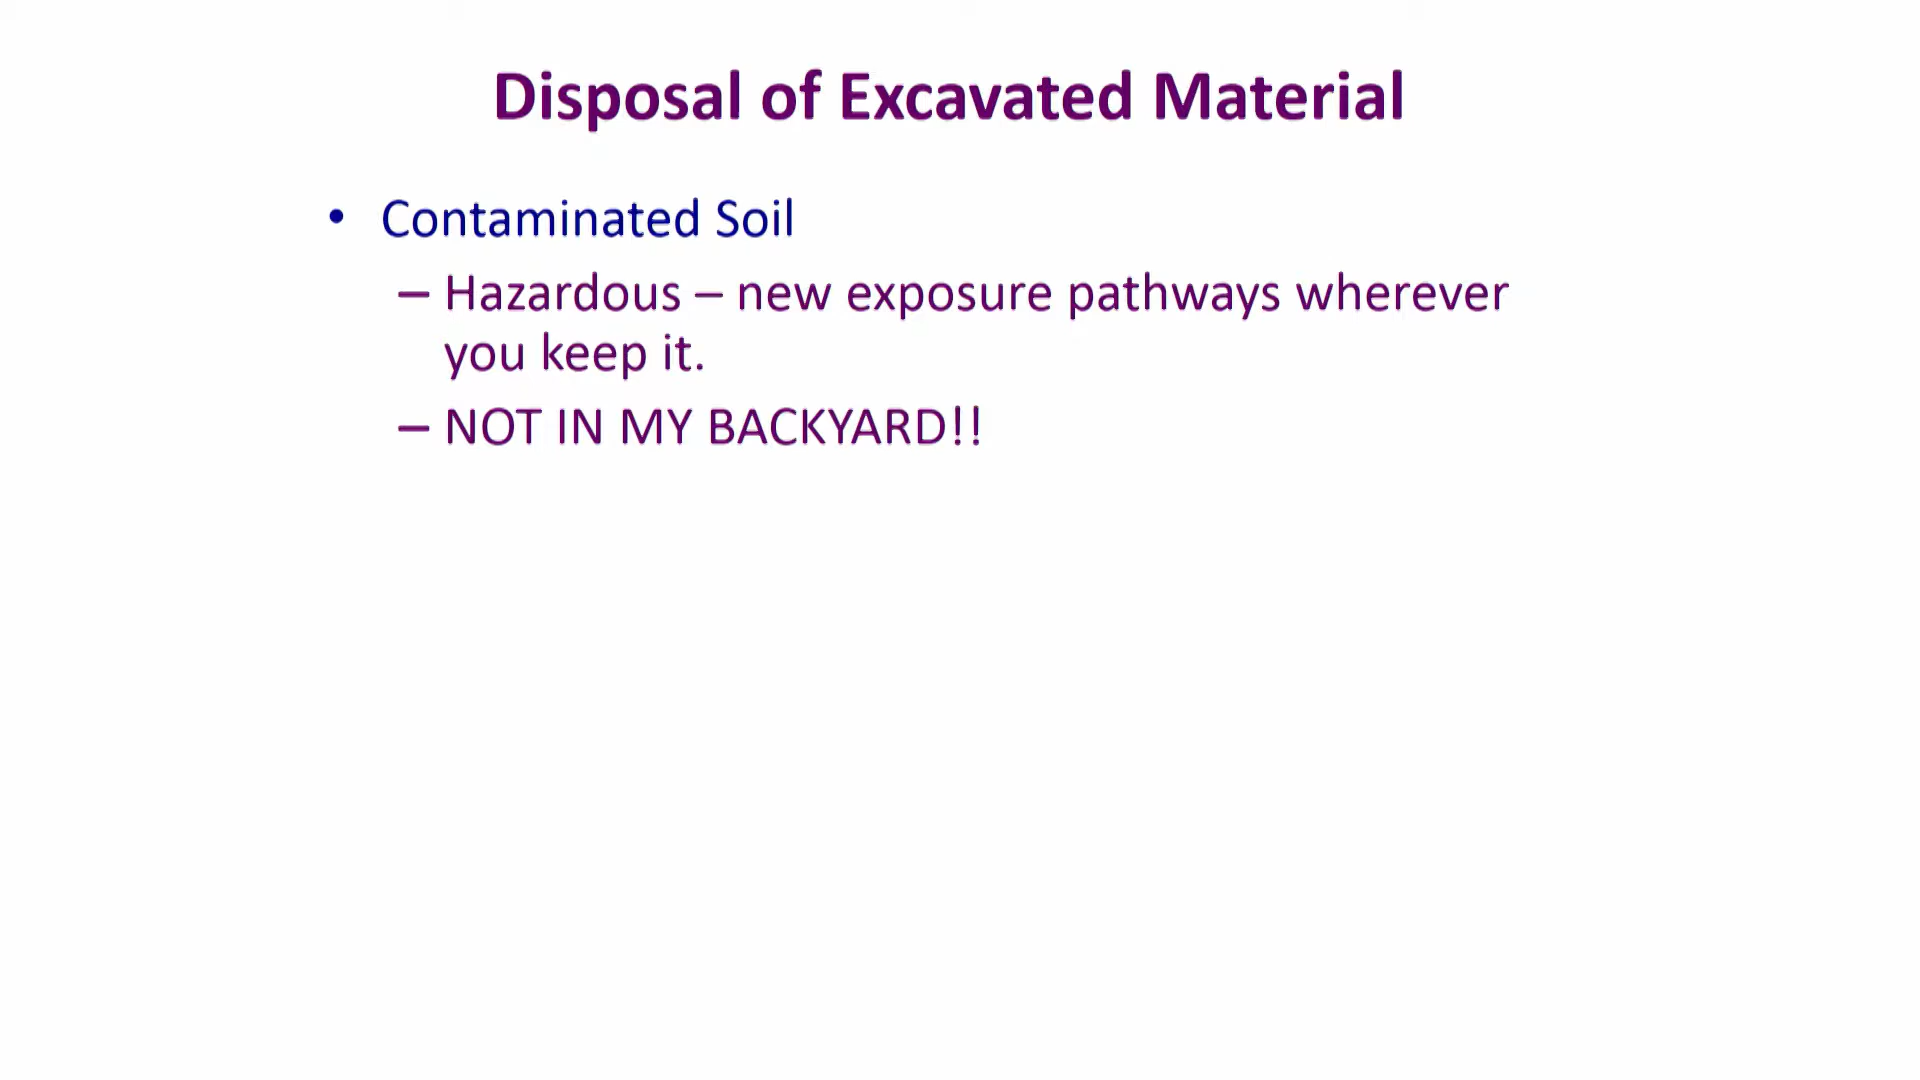 Disposal of Excavated Material
• Contaminated Soil
– Hazardous – new exposure pathways wherever
you keep it.
– NOT IN MY BACKYARD!!